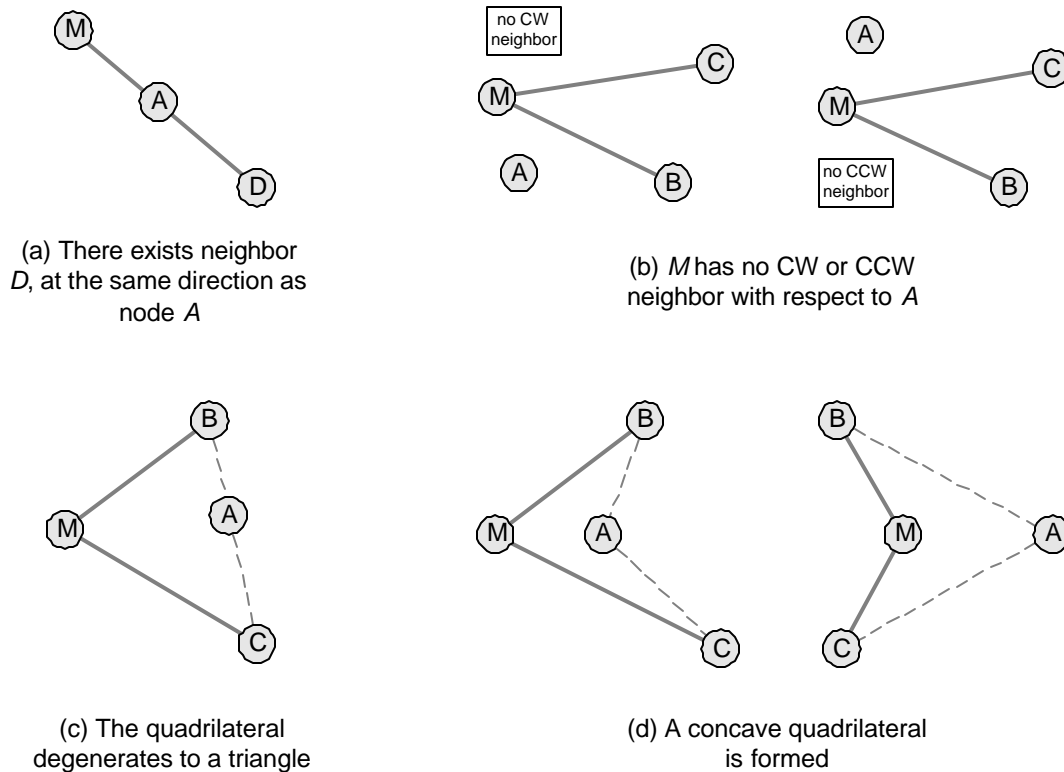 M
A
D
(a) There exists neighbor
D, at the same direction as
node A
no CW
neighbor
C
M
A
B
A
C
M
no CCW
neighbor
B
(b) M has no CW or CCW
neighbor with respect to A
B
A
M
C
(c) The quadrilateral
degenerates to a triangle
B
M
A
C
B
M
A
C
(d) A concave quadrilateral
is formed